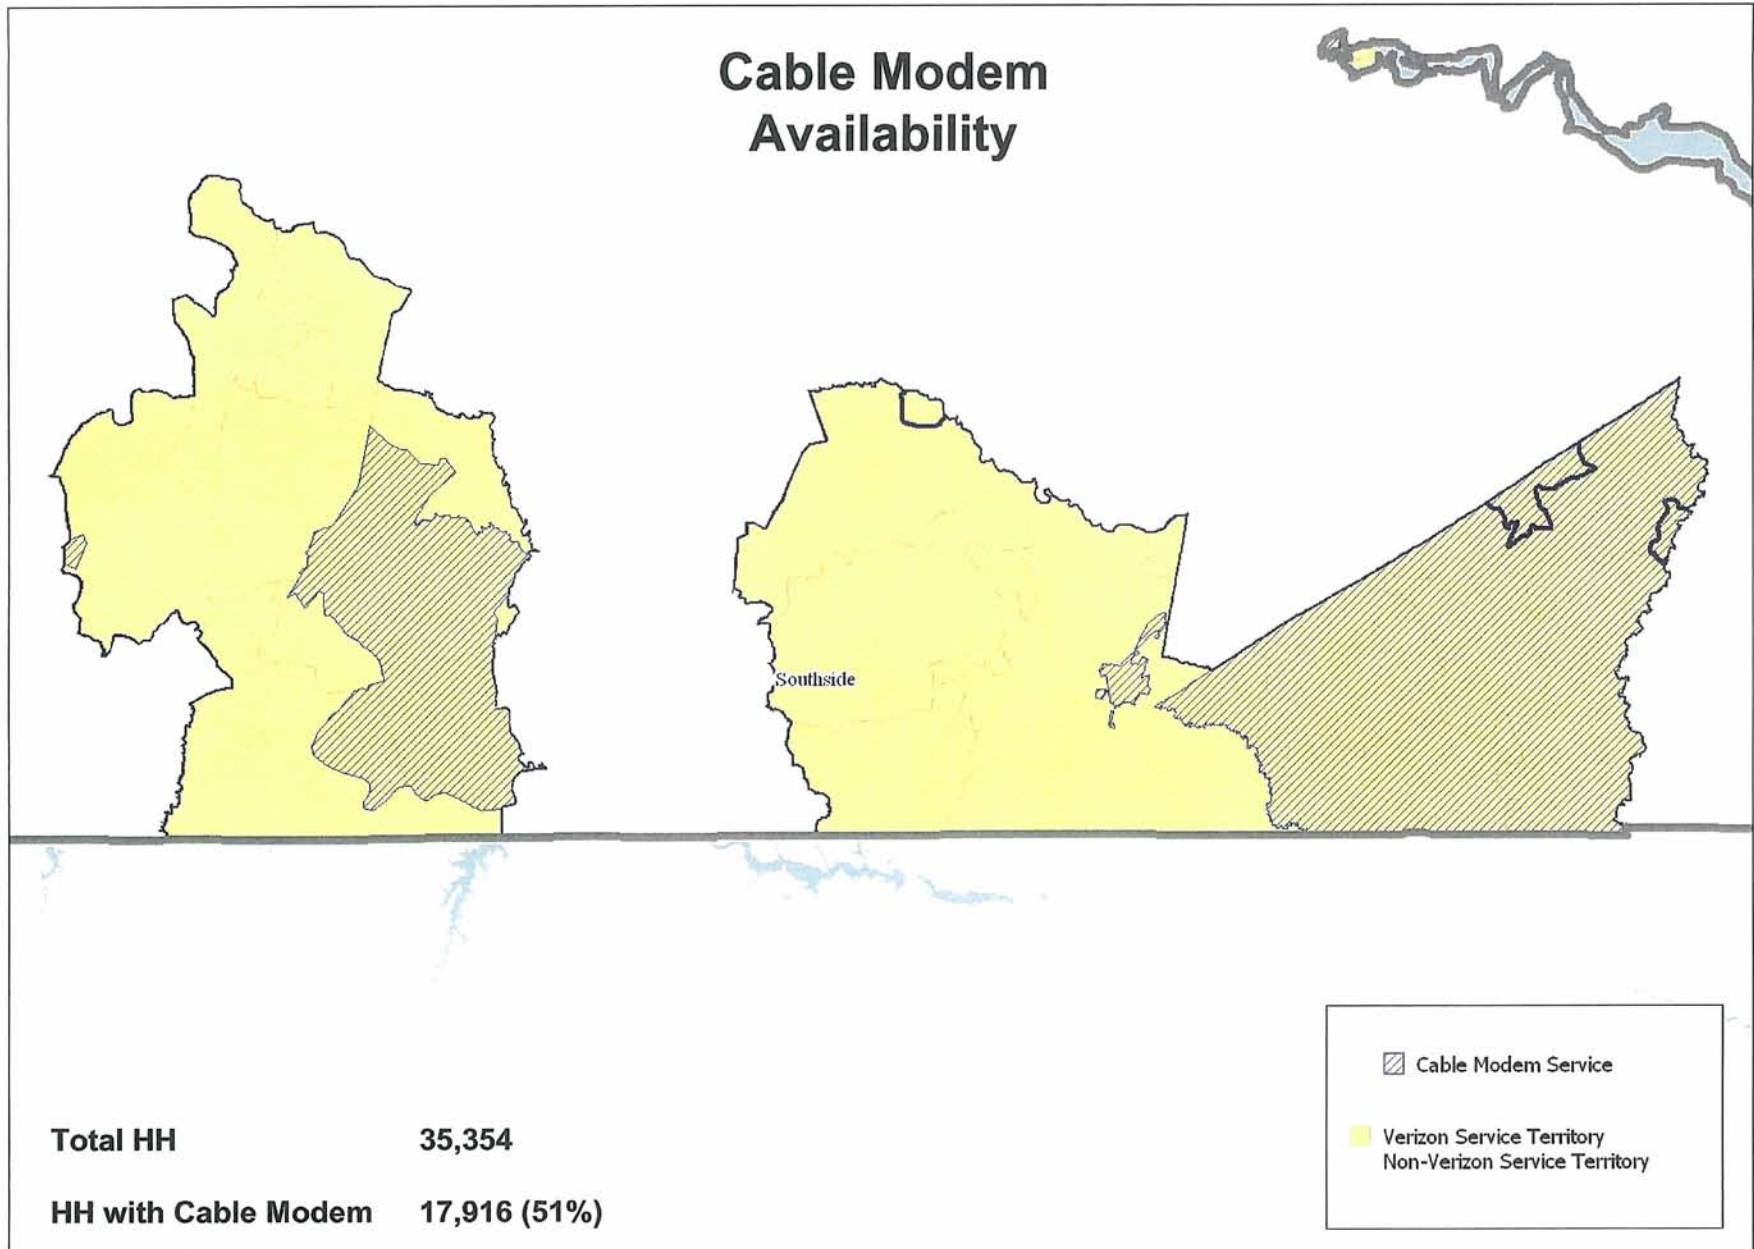 Cable Modem
Availability
Southside
Cable Modem Service
Verizon Service Territory
Non-Verizon Service Territory
Total HH 35,354
HH with Cable Modem 17,916 (51%)